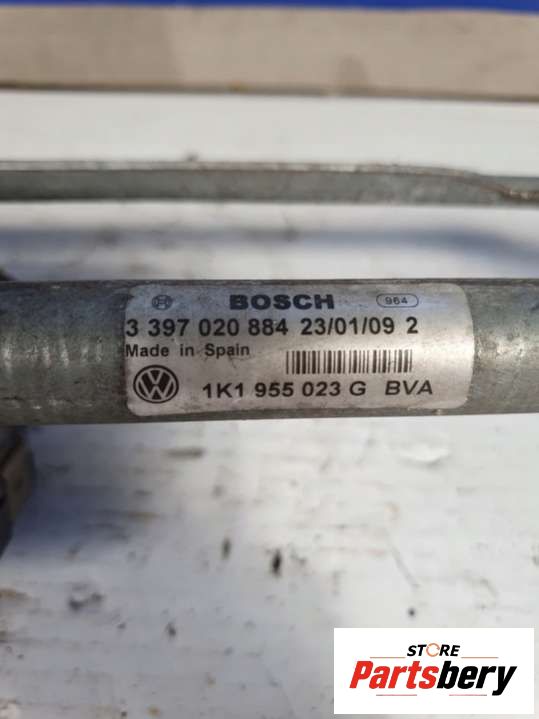 BOSCH 964
3 397 020 884 23/01/09 2
Made in Spain
1K1 955 023 G BVA
STORE
Partsbery